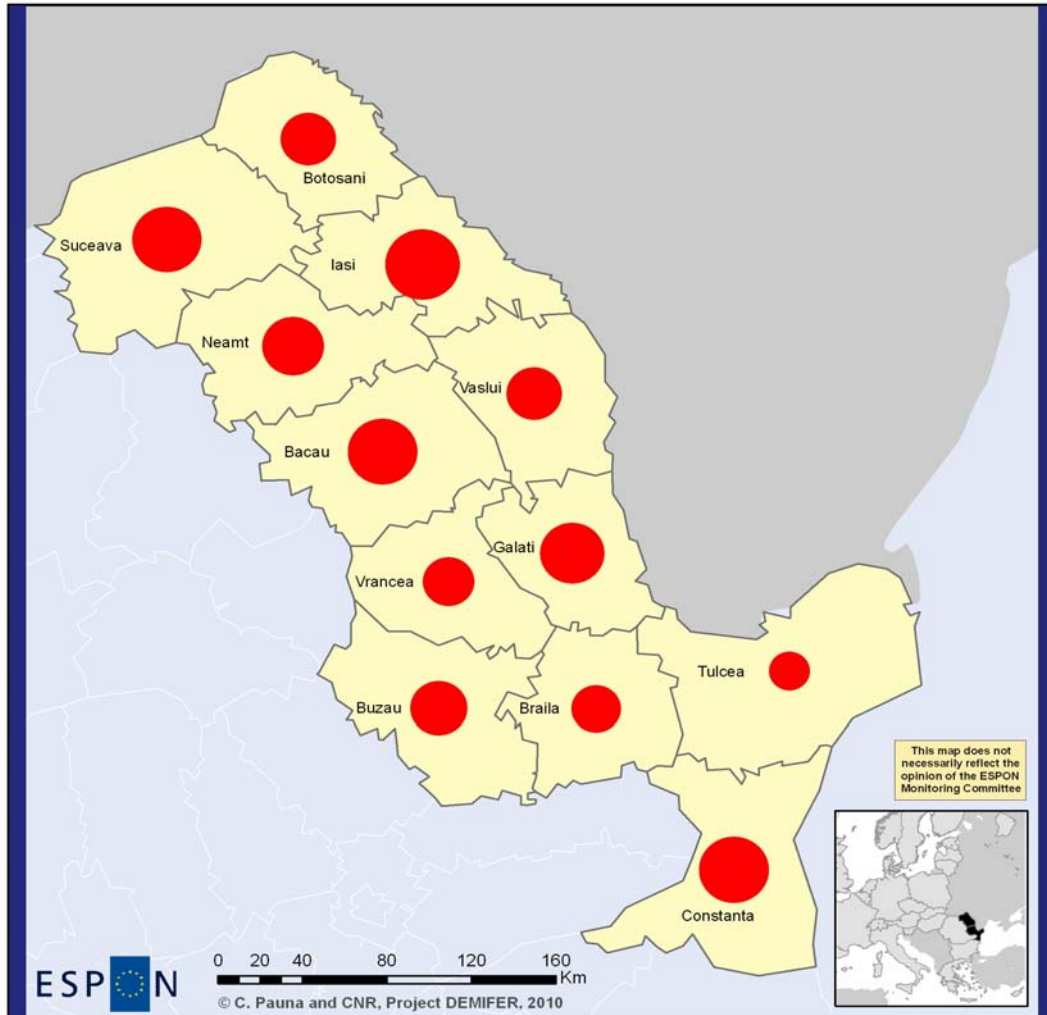 Botosani
Suceava
Iasi
Neamt
Vaslui
Bacau
Galati
Vrancea
Tulcea
Buzau
Braila
This map does not
necessarily reflect the
opinion of the ESPON
Monitoring Committee
Constanta
ESPON
0 20 40 80 120 160
Km
© C. Pauna and CNR, Project DEMIFER, 2010